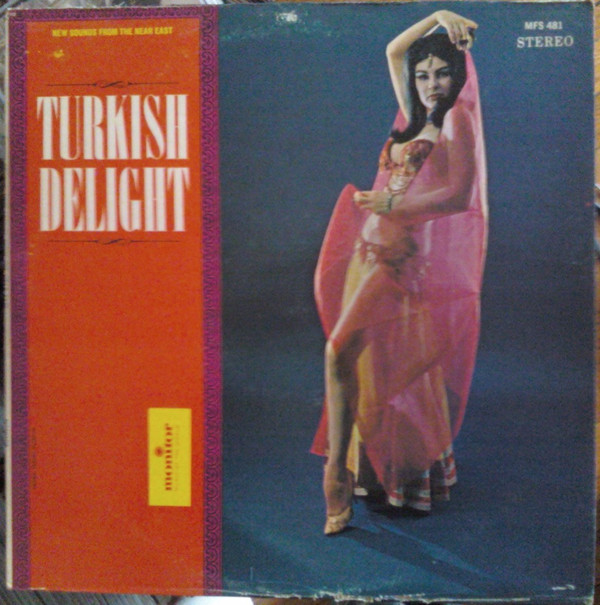 NEW SOUNDS FROM THE NEAR EAST
TURKISH
DELIGHT
MFS 481
STEREO
monitor